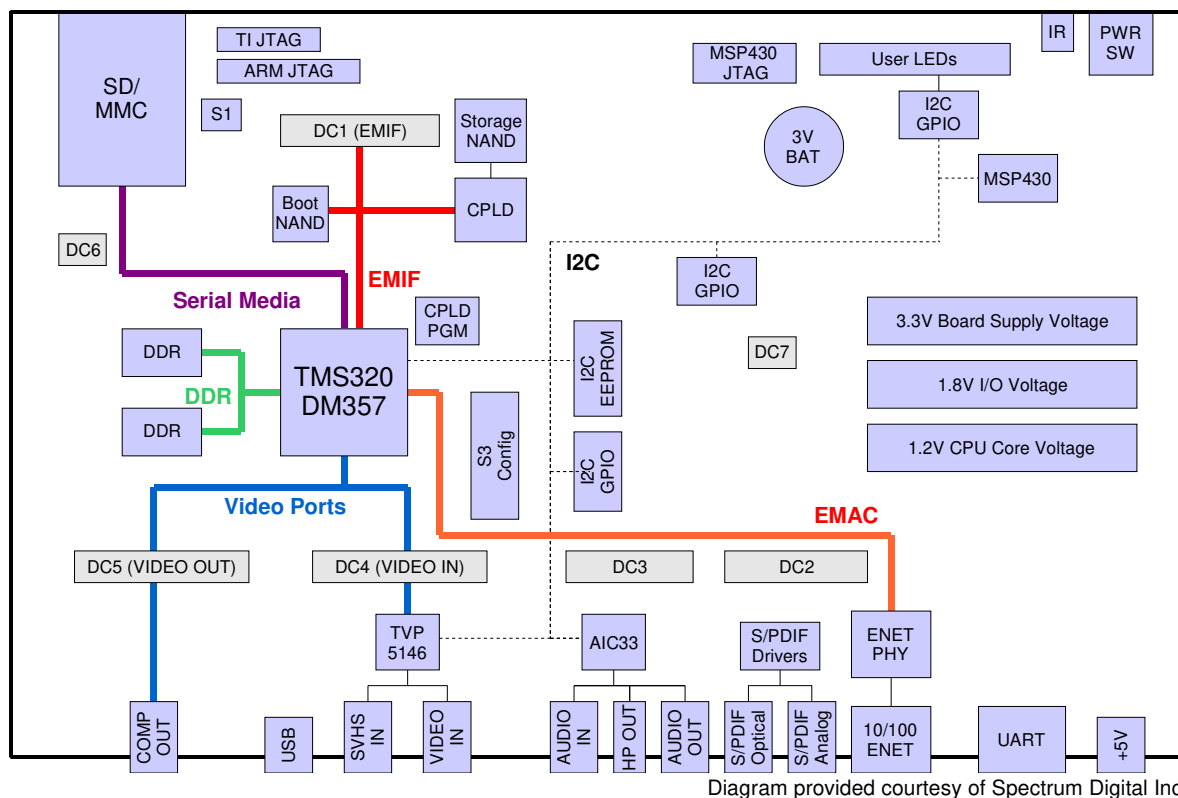 SD/
MMC
TI JTAG
ARM JTAG
S1
DC1 (EMIF)
Storage
NAND
MSP430
JTAG
User LEDs
IR
PWR
SW
I2C
GPIO
3V
BAT
MSP430
Boot
NAND
CPLD
DC6
I2C
EMIF
I2C
GPIO
Serial Media
CPLD
PGM
3.3V Board Supply Voltage
DDR
TMS320
DM357
I2C
EEPROM
DC7
1.8V I/O Voltage
DDR
DDR
S3
Config
I2C
GPIO
1.2V CPU Core Voltage
Video Ports
EMAC
DC5 (VIDEO OUT)
DC4 (VIDEO IN)
DC3
DC2
TVP
5146
AIC33
S/PDIF
Drivers
ENET
PHY
COMP
OUT
USB
SVHS
IN
VIDEO
IN
AUDIO
IN
HP OUT
AUDIO
OUT
S/PDIF
Optical
S/PDIF
Analog
10/100
ENET
UART
+5V
Diagram provided courtesy of Spectrum Digital Inc